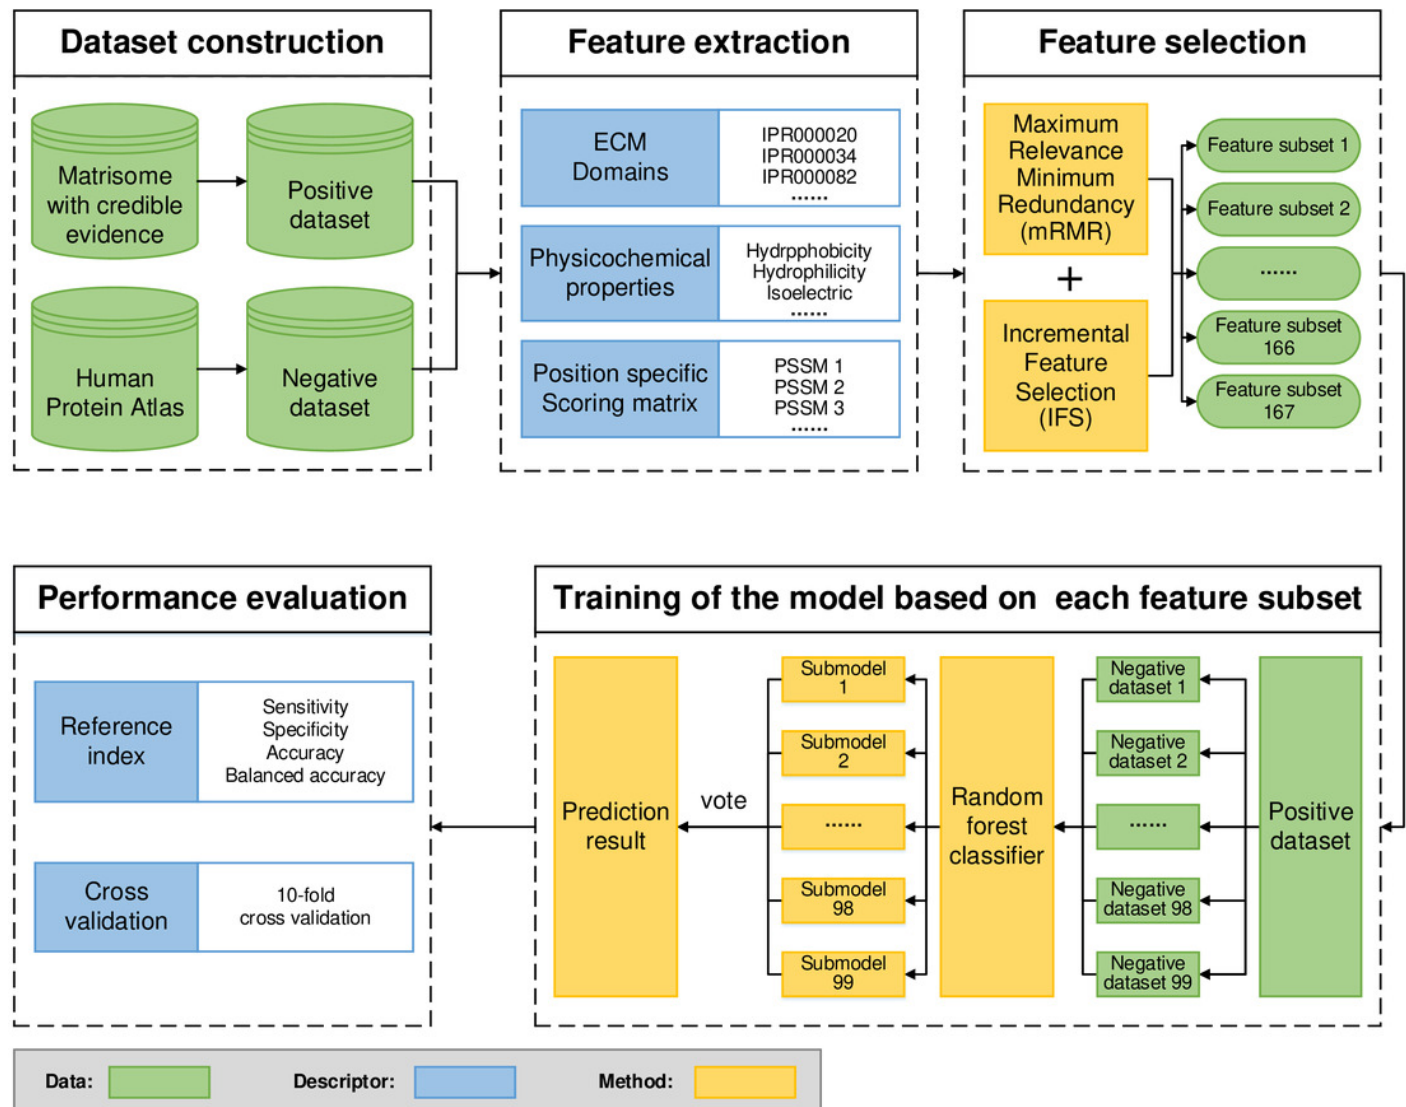 Dataset construction
Matrisome
with credible
evidence
Positive
dataset
Human
Protein Atlas
Negative
dataset
Feature extraction
ECM
Domains
IPR000020
IPR000034
IPR000082
......
Physicochemical
properties
Hydrpphobicity
Hydrophilicity
Isoelectric
......
Position specific
Scoring matrix
PSSM 1
PSSM 2
PSSM 3
......
Feature selection
Maximum
Relevance
Minimum
Redundancy
(mRMR)
+
Incremental
Feature
Selection
(IFS)
Feature subset 1
Feature subset 2
......
Feature subset
166
Feature subset
167
Performance evaluation
Reference
index
Sensitivity
Specificity
Accuracy
Balanced accuracy
Cross
validation
10-fold
cross validation
Training of the model based on each feature subset
Prediction
result
vote
Submodel
1
Submodel
2
......
Submodel
98
Submodel
99
Random
forest
classifier
Negative
dataset 1
Negative
dataset 2
......
Negative
dataset 98
Negative
dataset 99
Positive
dataset
Data:
Descriptor:
Method: